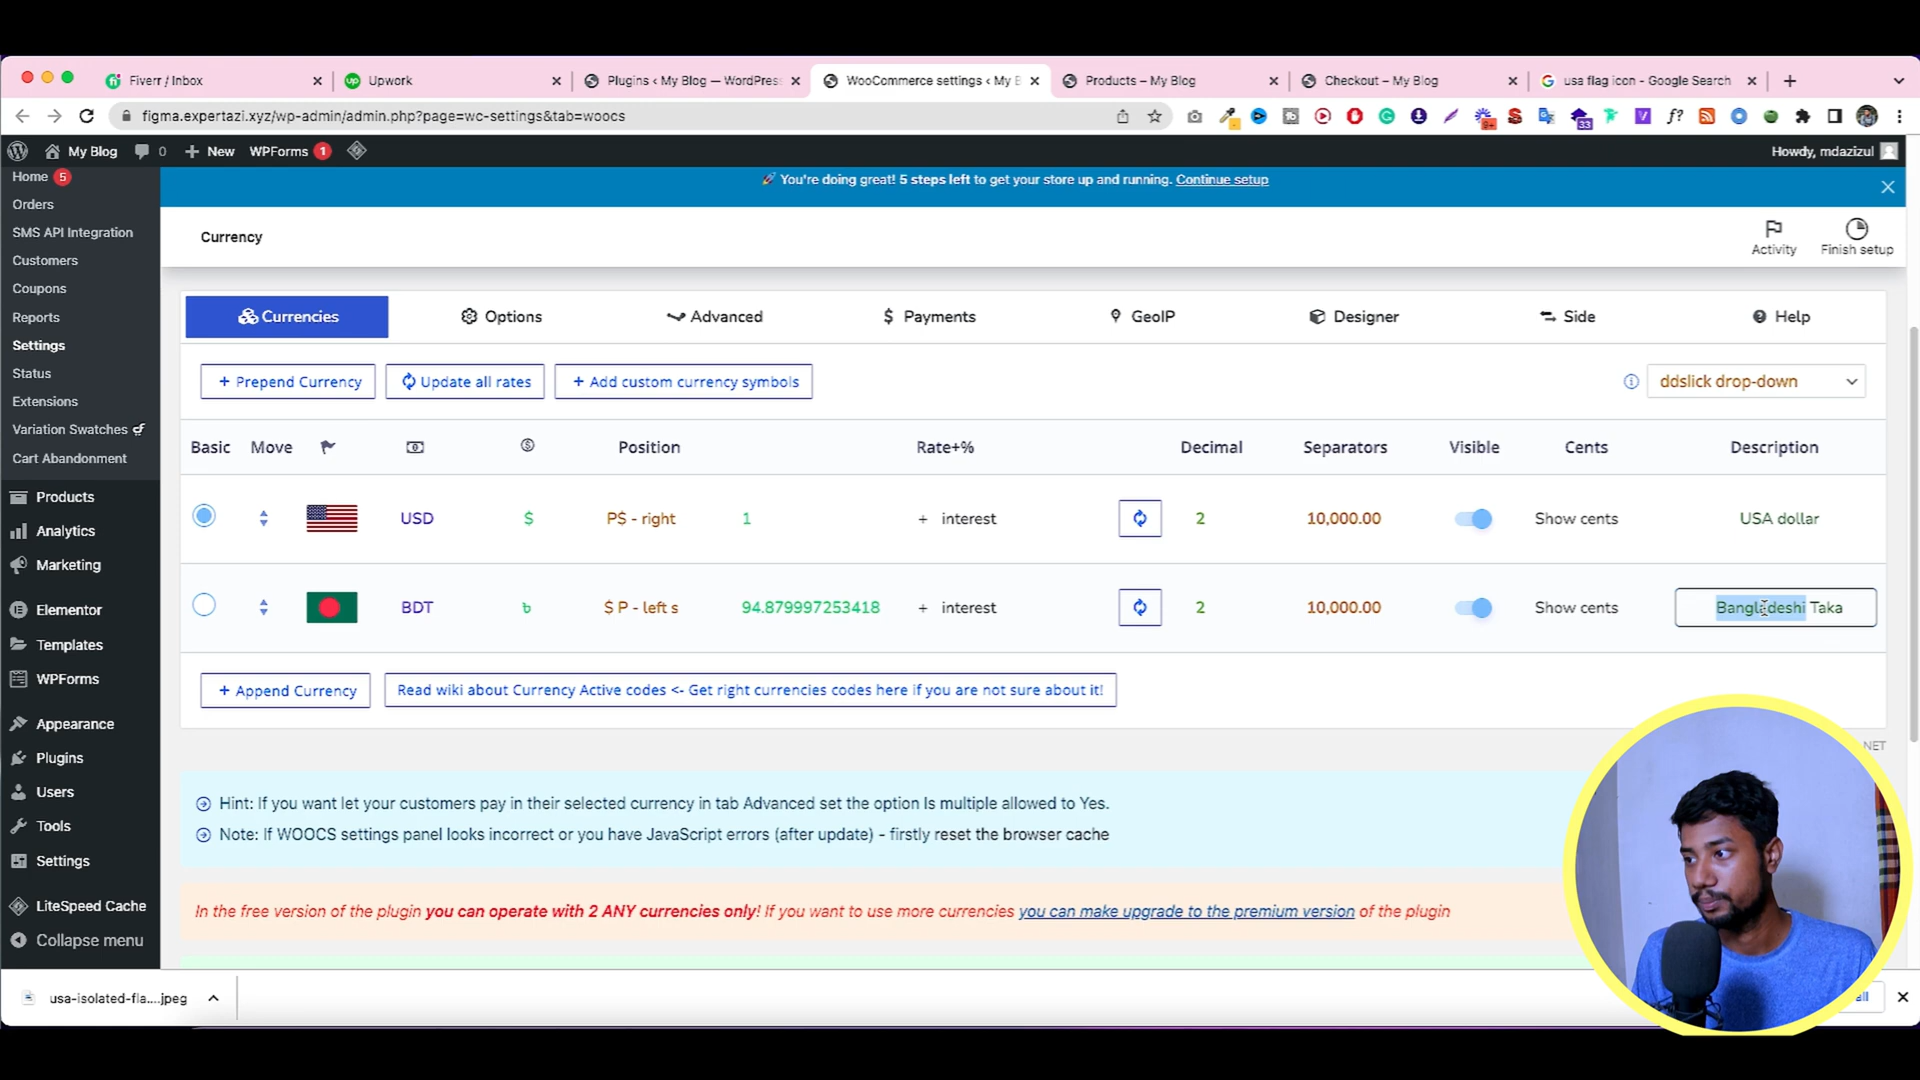 Fiverr / Inbox
Upwork
Plugins ‹ My Blog — WordPress
WooCommerce settings ‹ My B
Products – My Blog
Checkout – My Blog
usa flag icon - Google Search
figma.expertazi.xyz/wp-admin/admin.php?page=wc-settings&tab=woocs
My Blog
0
New
WPForms 1
Howdy, mdazizul
Home 5
Orders
SMS API Integration
Customers
Coupons
Reports
Settings
Status
Extensions
Variation Swatches
Cart Abandonment
Products
Analytics
Marketing
Elementor
Templates
WPForms
Appearance
Plugins
Users
Tools
Settings
LiteSpeed Cache
Collapse menu
You're doing great! 5 steps left to get your store up and running. Continue setup
Currency
Activity
Finish setup
Currencies
Options
Advanced
Payments
GeoIP
Designer
Side
Help
+ Prepend Currency
Update all rates
+ Add custom currency symbols
ddslick drop-down
Basic
Move
Position
Rate+%
Decimal
Separators
Visible
Cents
Description
USD
$
P$ - right
1
+ interest
2
10,000.00
Show cents
USA dollar
BDT
৳
$ P - left s
94.879997253418
+ interest
2
10,000.00
Show cents
Bangladeshi Taka
+ Append Currency
Read wiki about Currency Active codes <- Get right currencies codes here if you are not sure about it!
NET
Hint: If you want let your customers pay in their selected currency in tab Advanced set the option Is multiple allowed to Yes.
Note: If WOOCS settings panel looks incorrect or you have JavaScript errors (after update) - firstly reset the browser cache
In the free version of the plugin you can operate with 2 ANY currencies only! If you want to use more currencies you can make upgrade to the premium version of the plugin
usa-isolated-fla....jpeg